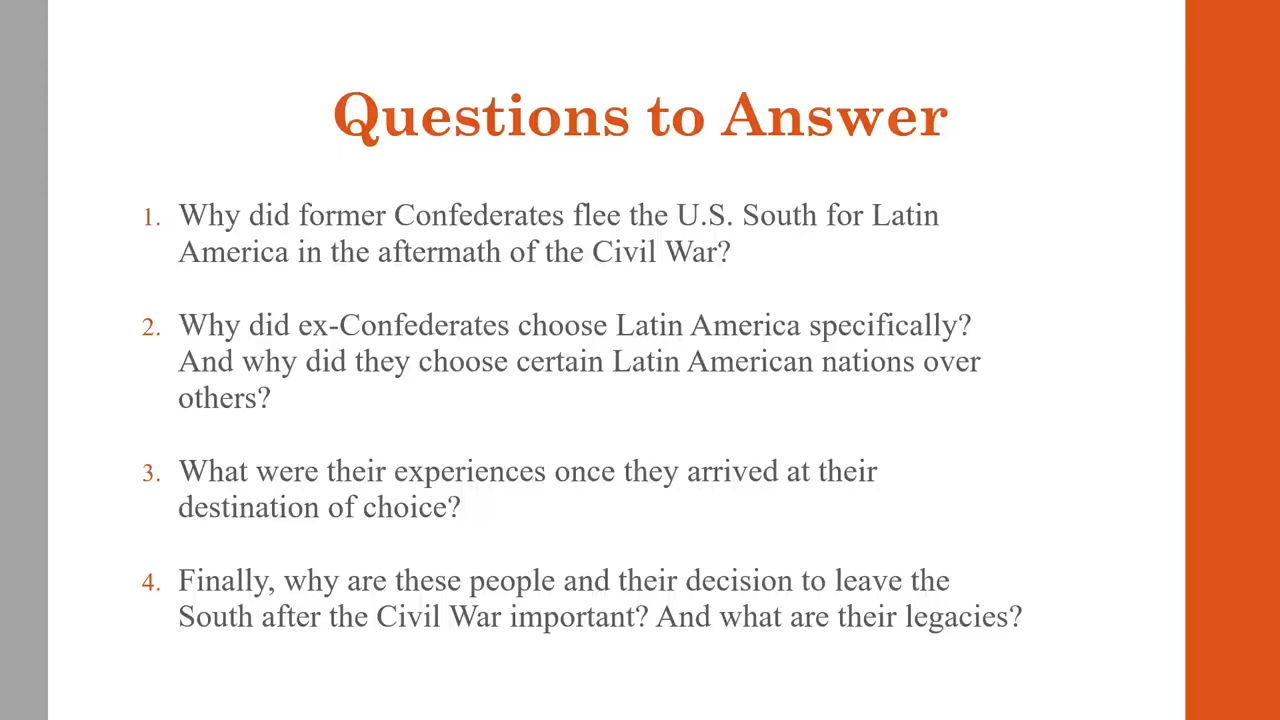 Questions to Answer
1. Why did former Confederates flee the U.S. South for Latin
America in the aftermath of the Civil War?
2. Why did ex-Confederates choose Latin America specifically?
And why did they choose certain Latin American nations over
others?
3. What were their experiences once they arrived at their
destination of choice?
4. Finally, why are these people and their decision to leave the
South after the Civil War important? And what are their legacies?